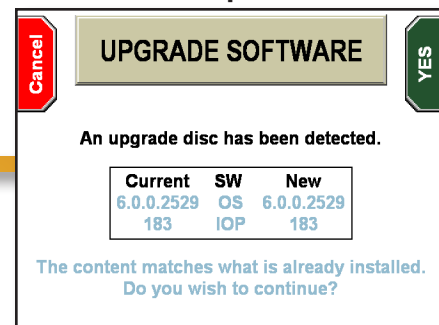 Cancel
UPGRADE SOFTWARE
YES
An upgrade disc has been detected.
Current SW New
6.0.0.2529 OS 6.0.0.2529
183 IOP 183
The content matches what is already installed.
Do you wish to continue?